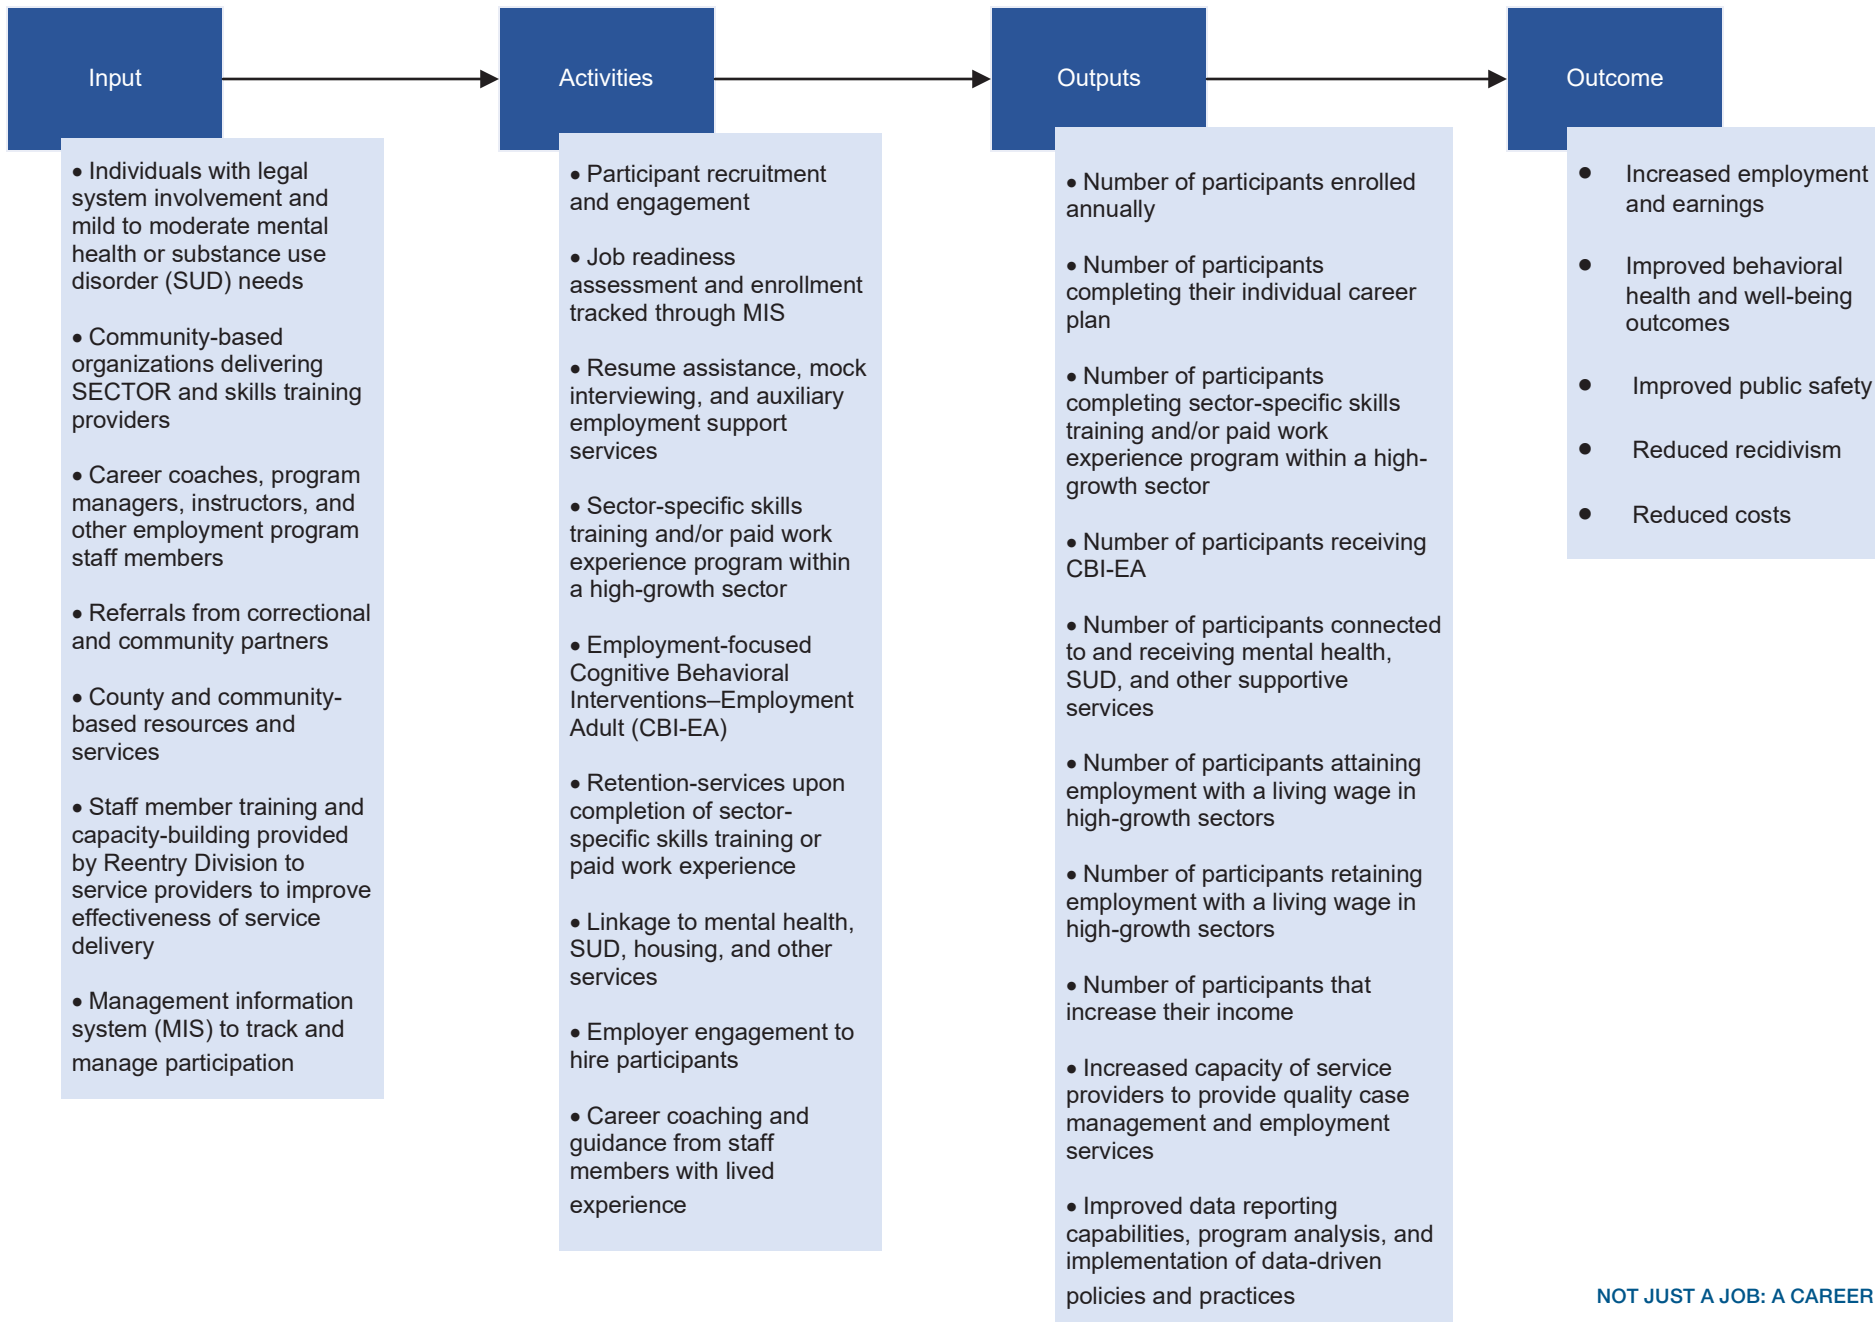 Input
• Individuals with legal
system involvement and
mild to moderate mental
health or substance use
disorder (SUD) needs
• Community-based
organizations delivering
SECTOR and skills training
providers
• Career coaches, program
managers, instructors, and
other employment program
staff members
• Referrals from correctional
and community partners
• County and community-
based resources and
services
• Staff member training and
capacity-building provided
by Reentry Division to
service providers to improve
effectiveness of service
delivery
• Management information
system (MIS) to track and
manage participation
Activities
• Participant recruitment
and engagement
• Job readiness
assessment and enrollment
tracked through MIS
• Resume assistance, mock
interviewing, and auxiliary
employment support
services
• Sector-specific skills
training and/or paid work
experience program within
a high-growth sector
• Employment-focused
Cognitive Behavioral
Interventions–Employment
Adult (CBI-EA)
• Retention-services upon
completion of sector-
specific skills training or
paid work experience
• Linkage to mental health,
SUD, housing, and other
services
• Employer engagement to
hire participants
• Career coaching and
guidance from staff
members with lived
experience
Outputs
• Number of participants enrolled
annually
• Number of participants
completing their individual career
plan
• Number of participants
completing sector-specific skills
training and/or paid work
experience program within a high-
growth sector
• Number of participants receiving
CBI-EA
• Number of participants connected
to and receiving mental health,
SUD, and other supportive
services
• Number of participants attaining
employment with a living wage in
high-growth sectors
• Number of participants retaining
employment with a living wage in
high-growth sectors
• Number of participants that
increase their income
• Increased capacity of service
providers to provide quality case
management and employment
services
• Improved data reporting
capabilities, program analysis, and
implementation of data-driven
policies and practices
Outcome
• Increased employment
and earnings
• Improved behavioral
health and well-being
outcomes
• Improved public safety
• Reduced recidivism
• Reduced costs
NOT JUST A JOB: A CAREER